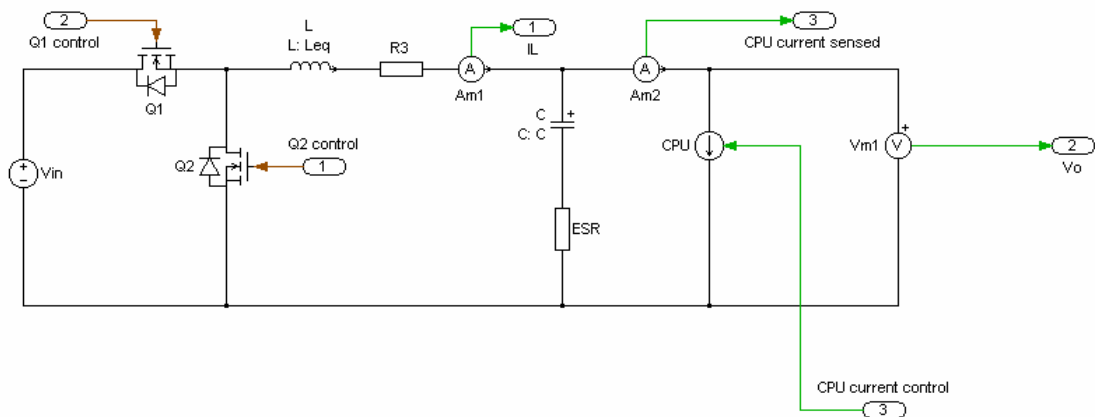 2
Q1 control
Q1
L
L: Leq
R3
A
Am1
1
IL
A
Am2
3
CPU current sensed
Vin
Q2
Q2 control
1
C
C: C
CPU
Vm1
V
2
Vo
ESR
CPU current control
3